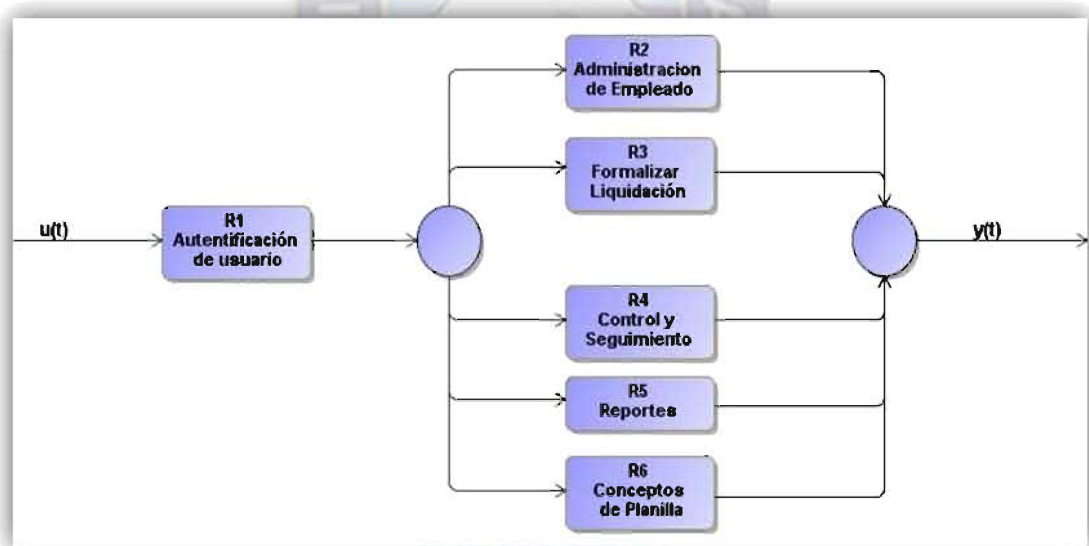 R2
Administracion
de Empleado
R3
Formalizar
Liquidación
u(t)
R1
Autentificación
de usuario
y(t)
R4
Control y
Seguimiento
R5
Reportes
R6
Conceptos
de Planilla